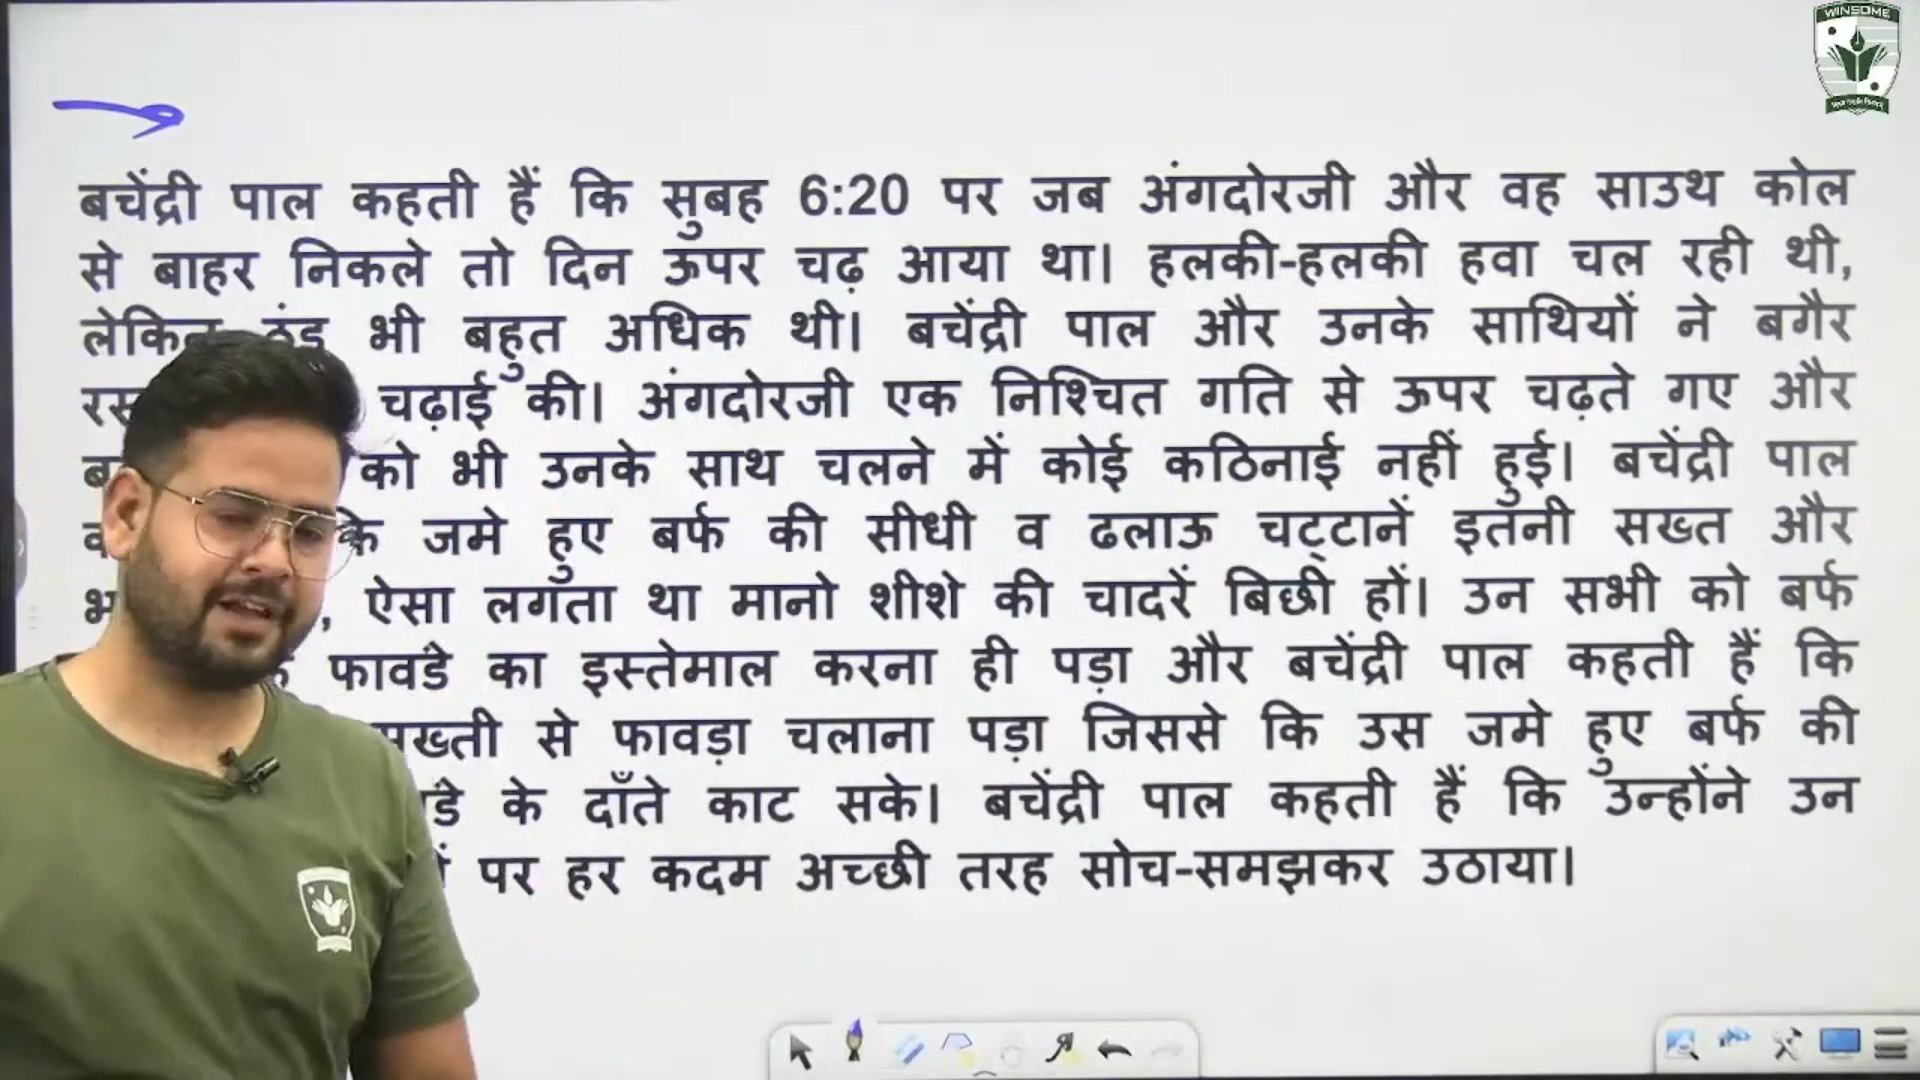 WINSOME
बचेंद्री पाल कहती हैं कि सुबह 6:20 पर जब अंगदोरजी और वह साउथ कोल
से बाहर निकले तो दिन ऊपर चढ़ आया था। हलकी-हलकी हवा चल रही थी,
लेकिन ठंड भी बहुत अधिक थी। बचेंद्री पाल और उनके साथियों ने बगैर
चढ़ाई की। अंगदोरजी एक निश्चित गति से ऊपर चढ़ते गए और
को भी उनके साथ चलने में कोई कठिनाई नहीं हुई। बचेंद्री पाल
कि जमे हुए बर्फ की सीधी व ढलाऊ चट्टानें इतनी सख्त और
ऐसा लगता था मानो शीशे की चादरें बिछी हों। उन सभी को बर्फ
फावडे का इस्तेमाल करना ही पड़ा और बचेंद्री पाल कहती हैं कि
सख्ती से फावड़ा चलाना पड़ा जिससे कि उस जमे हुए बर्फ की
के दाँते काट सके। बचेंद्री पाल कहती हैं कि उन्होंने उन
पर हर कदम अच्छी तरह सोच-समझकर उठाया।